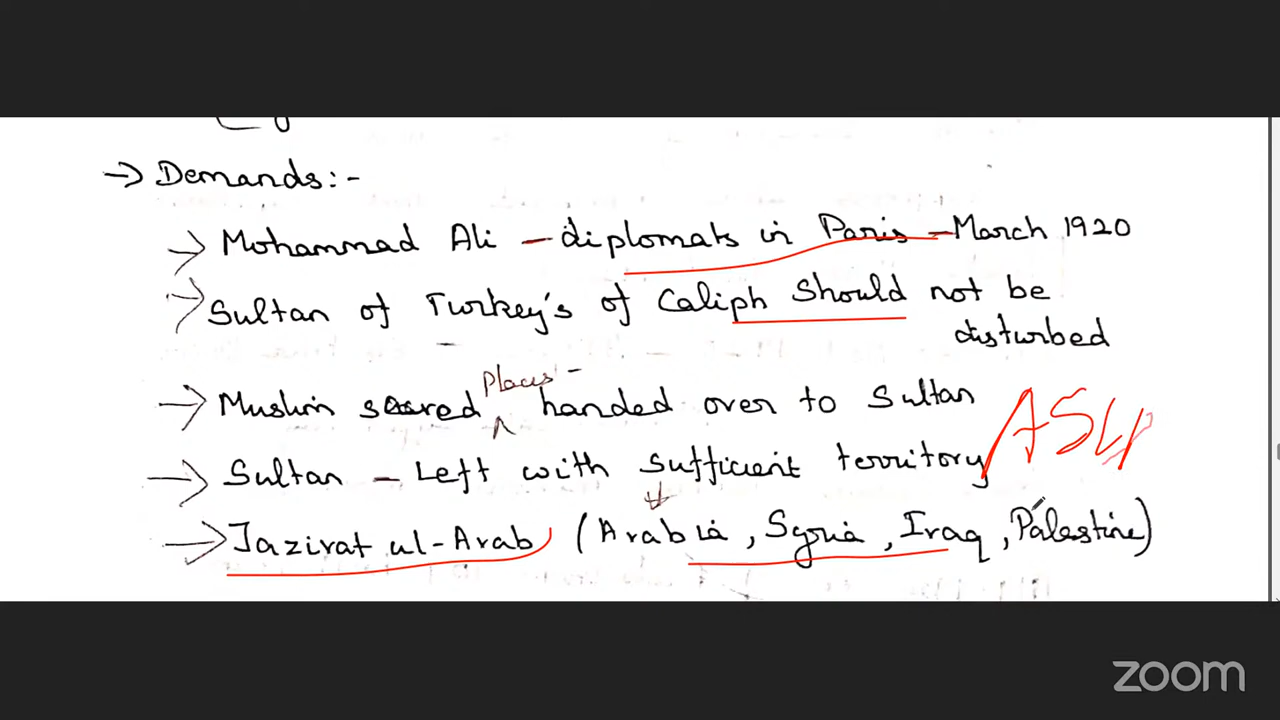 → Demands:-
→ Mohammad Ali - diplomats in Paris - March 1920
→ Sultan of Turkey's of Caliph should not be
disturbed
→ Muslim sacred places handed over to Sultan
→ Sultan - Left with sufficient territory
→ Jazirat ul-Arab (Arabia, Syria, Iraq, Palestine)
zoom